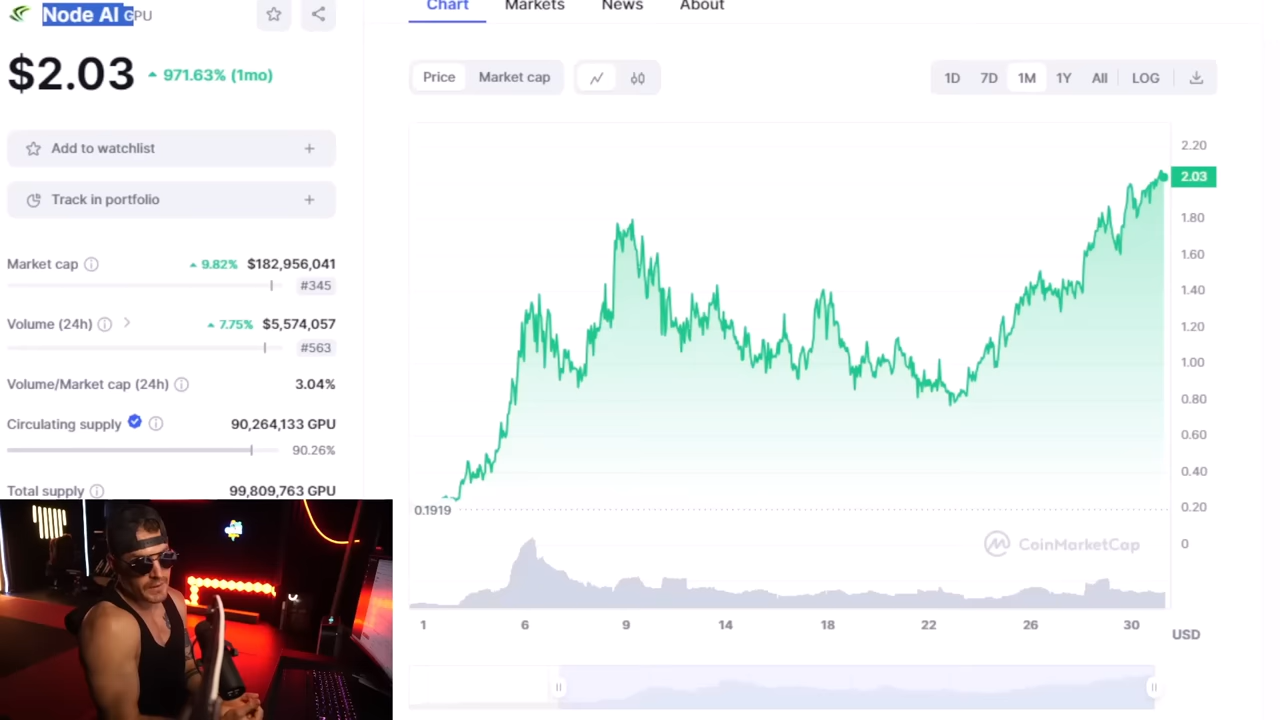 Node AI GPU
$2.03 971.63% (1mo)
Add to watchlist +
Track in portfolio +
Market cap 9.82% $182,956,041
#345
Volume (24h) 7.75% $5,574,057
#563
Volume/Market cap (24h) 3.04%
Circulating supply 90,264,133 GPU
90.26%
Total supply 99,809,763 GPU
Chart Markets News About
Price Market cap
1D 7D 1M 1Y All LOG
2.20
2.03
1.80
1.60
1.40
1.20
1.00
0.80
0.60
0.40
0.20
0
0.1919
CoinMarketCap
1 6 9 14 18 22 26 30
USD